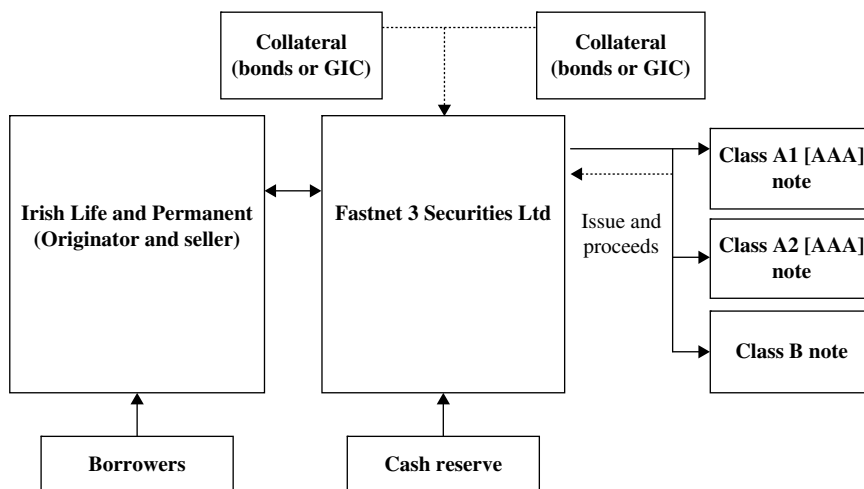 Collateral
(bonds or GIC)
Collateral
(bonds or GIC)
Irish Life and Permanent
(Originator and seller)
Fastnet 3 Securities Ltd
Issue and
proceeds
Class A1 [AAA]
note
Class A2 [AAA]
note
Class B note
Borrowers
Cash reserve